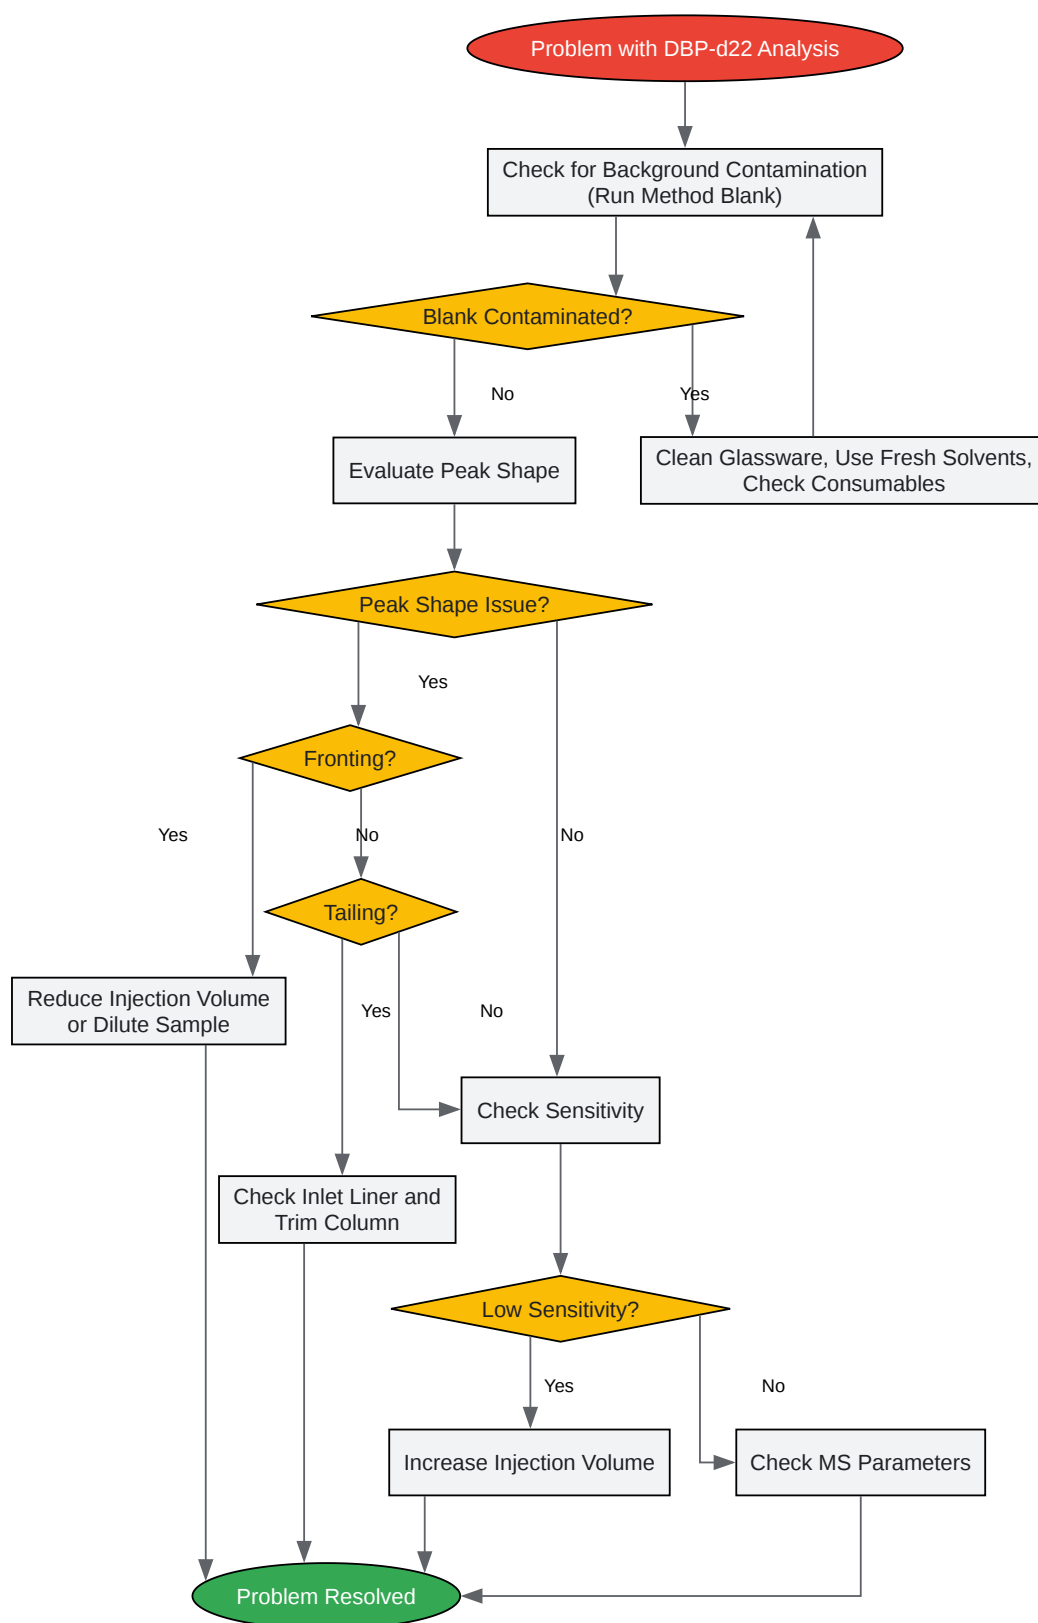 Problem with DBP-d22 Analysis
Check for Background Contamination
(Run Method Blank)
Blank Contaminated?
No
Yes
Evaluate Peak Shape
Clean Glassware, Use Fresh Solvents,
Check Consumables
Peak Shape Issue?
Yes
Fronting?
Yes
No
No
Tailing?
Reduce Injection Volume
or Dilute Sample
Yes
No
Check Sensitivity
Check Inlet Liner and
Trim Column
Low Sensitivity?
Yes
No
Increase Injection Volume
Check MS Parameters
Problem Resolved